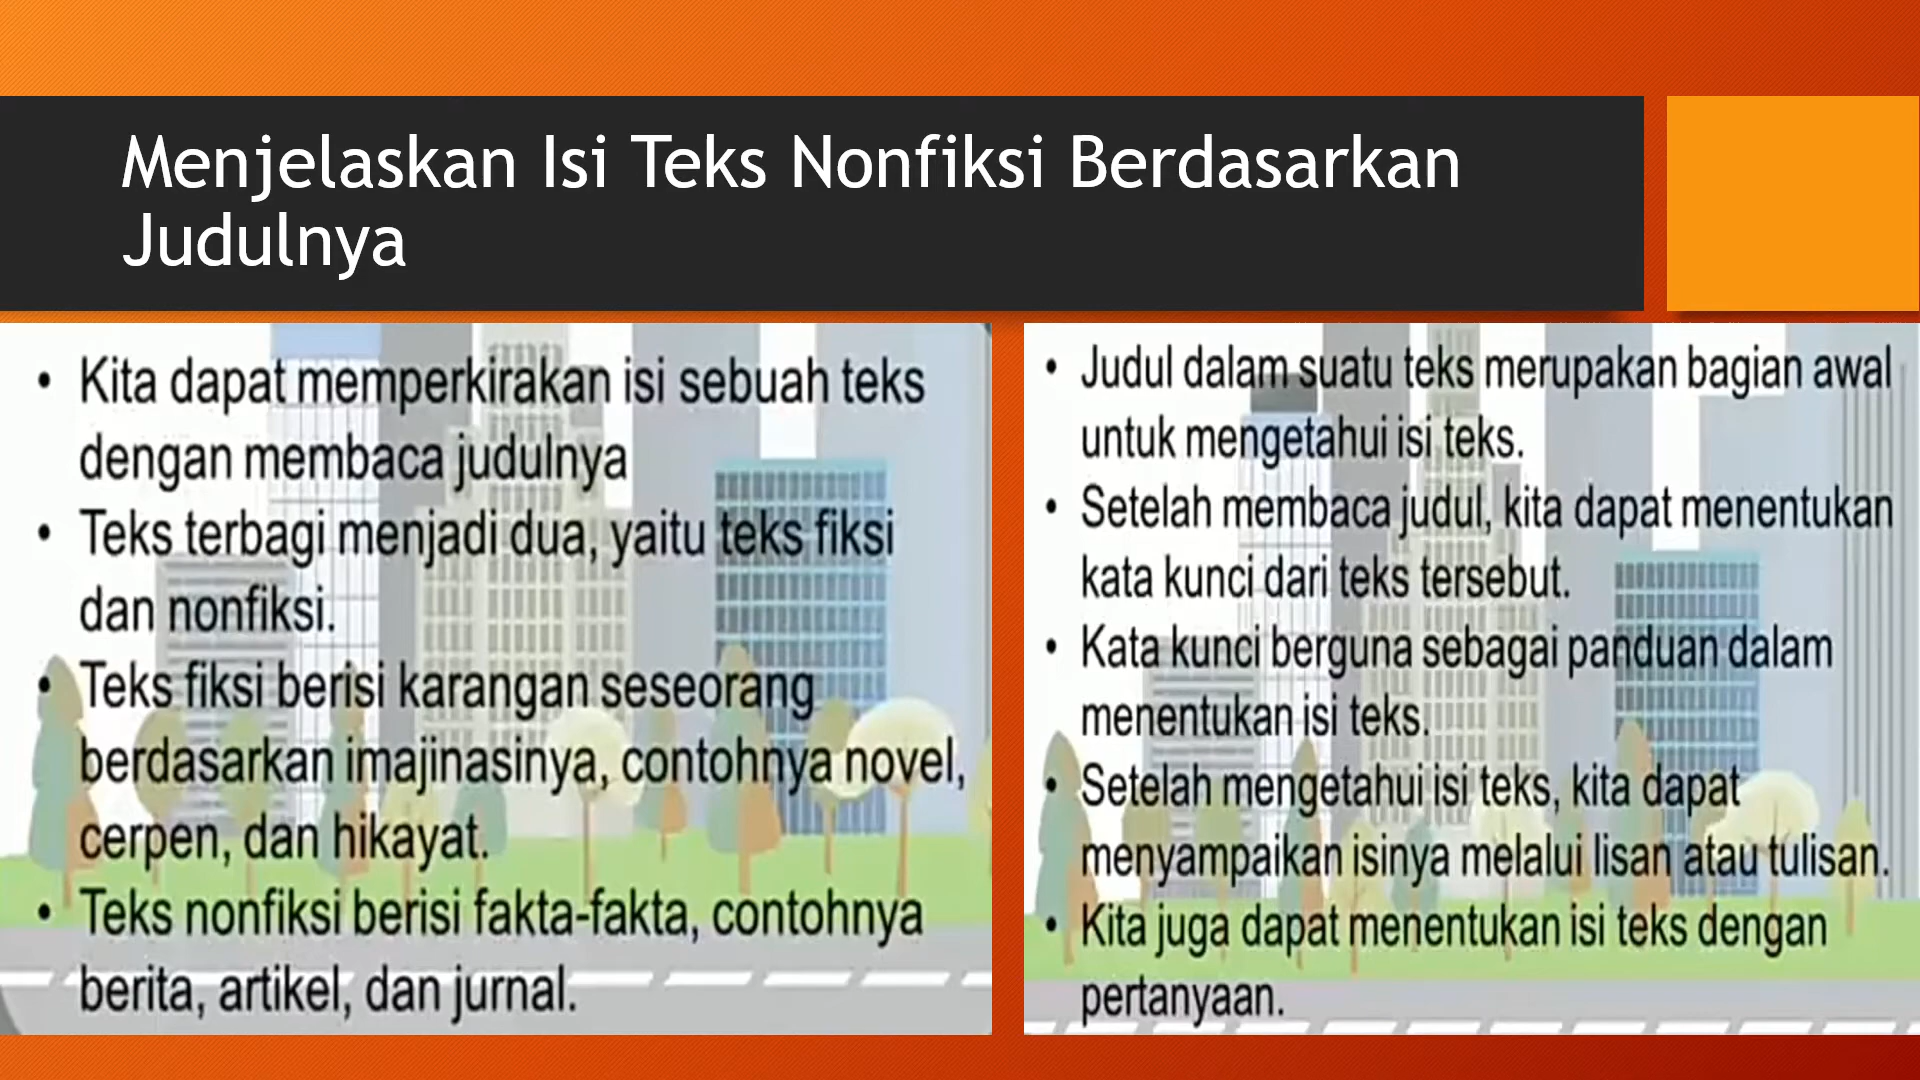 Menjelaskan Isi Teks Nonfiksi Berdasarkan
Judulnya
• Kita dapat memperkirakan isi sebuah teks
dengan membaca judulnya
• Teks terbagi menjadi dua, yaitu teks fiksi
dan nonfiksi.
• Teks fiksi berisi karangan seseorang
berdasarkan imajinasinya, contohnya novel,
cerpen, dan hikayat.
• Teks nonfiksi berisi fakta-fakta, contohnya
berita, artikel, dan jurnal.
• Judul dalam suatu teks merupakan bagian awal
untuk mengetahui isi teks.
• Setelah membaca judul, kita dapat menentukan
kata kunci dari teks tersebut.
• Kata kunci berguna sebagai panduan dalam
menentukan isi teks.
• Setelah mengetahui isi teks, kita dapat
menyampaikan isinya melalui lisan atau tulisan.
• Kita juga dapat menentukan isi teks dengan
pertanyaan.